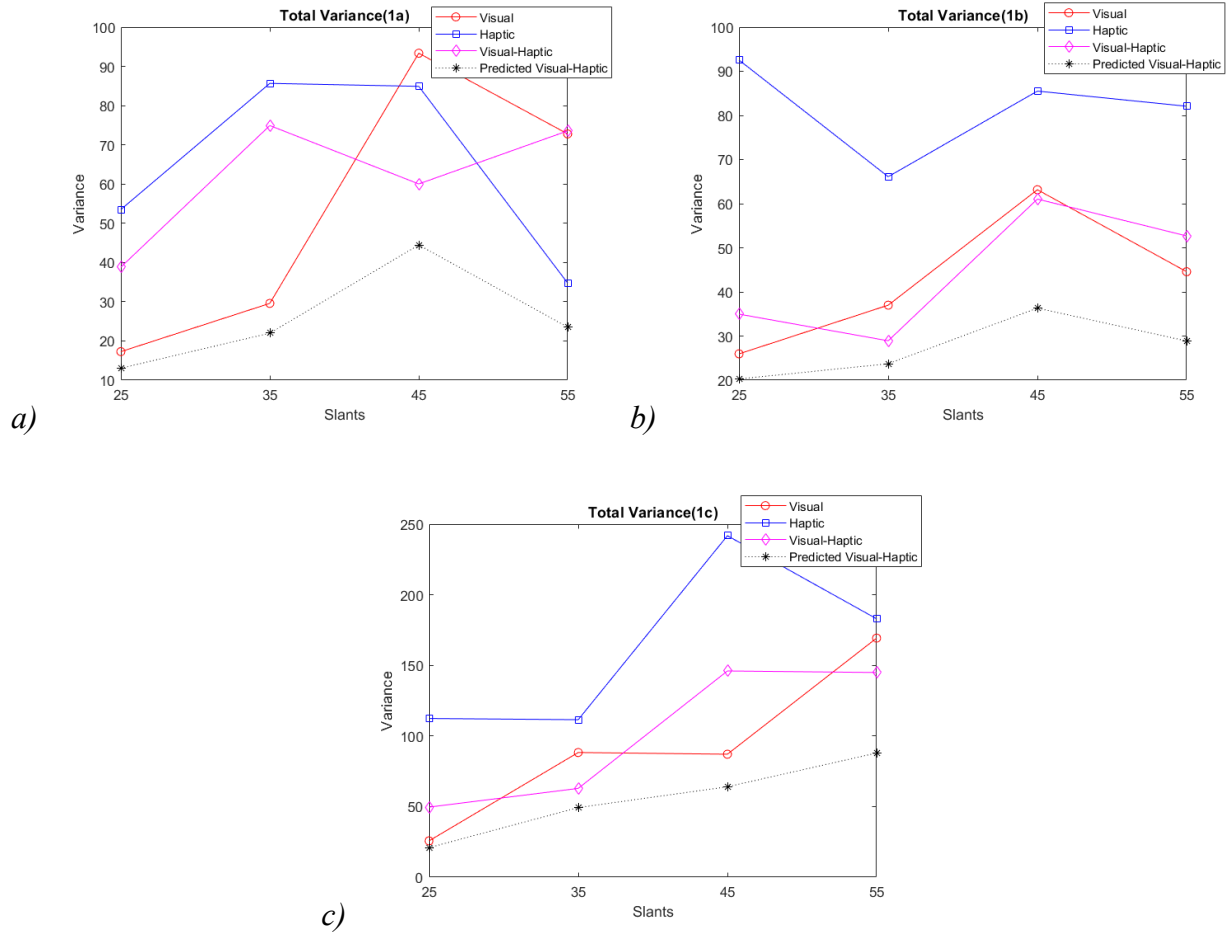 Total Variance(1a)
Visual
Haptic
Visual-Haptic
Predicted Visual-Haptic
100
90
80
70
60
50
40
30
20
10
Variance
25
35
45
55
Slants
a)
Total Variance(1b)
Visual
Haptic
Visual-Haptic
Predicted Visual-Haptic
100
90
80
70
60
50
40
30
20
Variance
25
35
45
55
Slants
b)
Total Variance(1c)
Visual
Haptic
Visual-Haptic
Predicted Visual-Haptic
250
200
150
100
50
0
Variance
25
35
45
55
Slants
c)